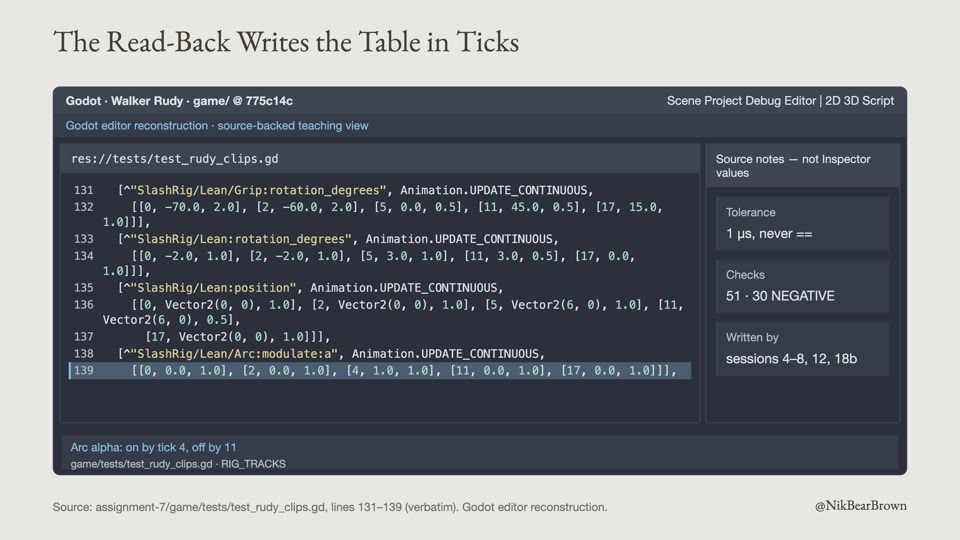 The Read-Back Writes the Table in Ticks
Godot · Walker Rudy · game/ @ 775c14c
Scene Project Debug Editor | 2D 3D Script
Godot editor reconstruction · source-backed teaching view
res://tests/test_rudy_clips.gd
131 [^"SlashRig/Lean/Grip:rotation_degrees", Animation.UPDATE_CONTINUOUS,
132 [[0, -70.0, 2.0], [2, -60.0, 2.0], [5, 0.0, 0.5], [11, 45.0, 0.5], [17, 15.0,
1.0]]],
133 [^"SlashRig/Lean:rotation_degrees", Animation.UPDATE_CONTINUOUS,
134 [[0, -2.0, 1.0], [2, -2.0, 1.0], [5, 3.0, 1.0], [11, 3.0, 0.5], [17, 0.0,
1.0]]],
135 [^"SlashRig/Lean:position", Animation.UPDATE_CONTINUOUS,
136 [[0, Vector2(0, 0), 1.0], [2, Vector2(0, 0), 1.0], [5, Vector2(6, 0), 1.0], [11,
Vector2(6, 0), 0.5],
137 [17, Vector2(0, 0), 1.0]]],
138 [^"SlashRig/Lean/Arc:modulate:a", Animation.UPDATE_CONTINUOUS,
139 [[0, 0.0, 1.0], [2, 0.0, 1.0], [4, 1.0, 1.0], [11, 0.0, 1.0], [17, 0.0, 1.0]]],
Source notes — not Inspector
values
Tolerance
1 μs, never ==
Checks
51 · 30 NEGATIVE
Written by
sessions 4–8, 12, 18b
Arc alpha: on by tick 4, off by 11
game/tests/test_rudy_clips.gd · RIG_TRACKS
Source: assignment-7/game/tests/test_rudy_clips.gd, lines 131–139 (verbatim). Godot editor reconstruction.
@NikBearBrown